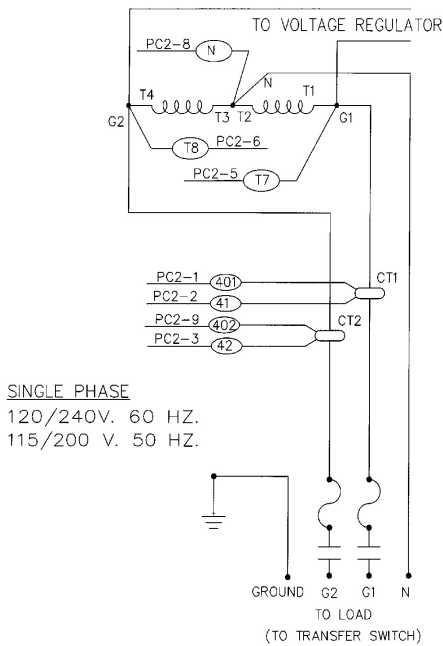 TO VOLTAGE REGULATOR
PC2-8 N
N
T4 T3 T2 T1
G2 G1
T8 PC2-6
PC2-5 T7
PC2-1 401 CT1
PC2-2 41
PC2-9 402 CT2
PC2-3 42
SINGLE PHASE
120/240V. 60 HZ.
115/200 V. 50 HZ.
GROUND G2 G1 N
TO LOAD
(TO TRANSFER SWITCH)